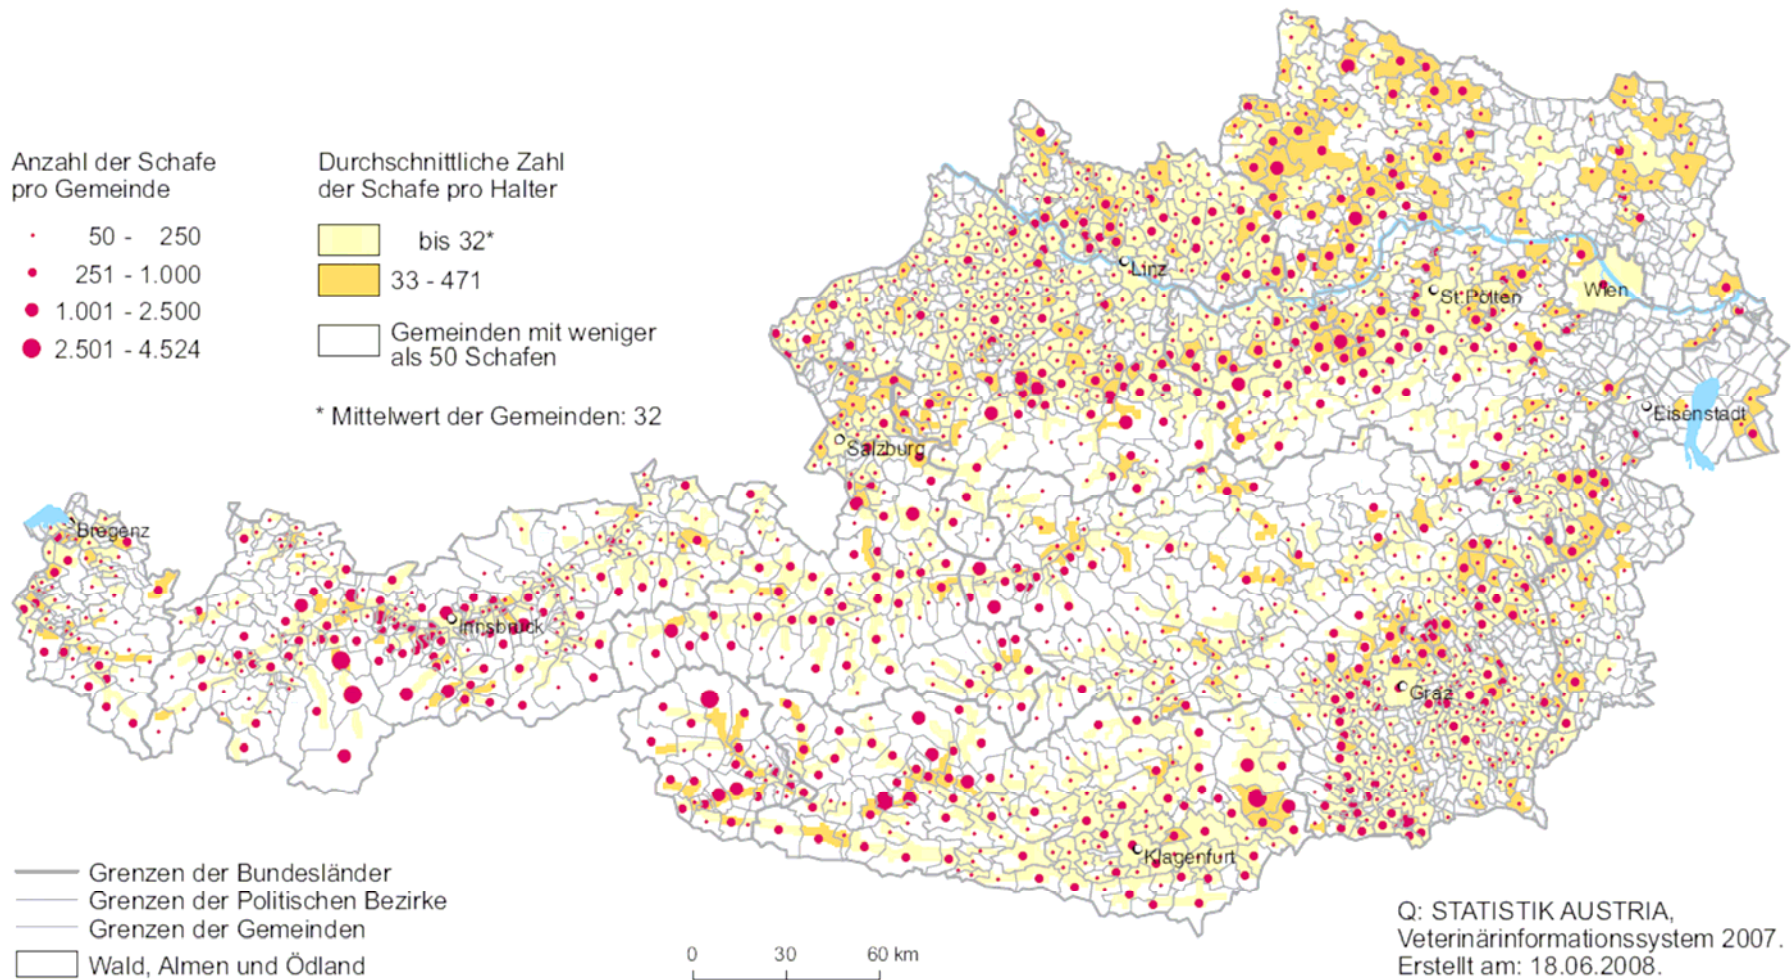 Anzahl der Schafe
pro Gemeinde
50 - 250
251 - 1.000
1.001 - 2.500
2.501 - 4.524
Durchschnittliche Zahl
der Schafe pro Halter
bis 32*
33 - 471
Gemeinden mit weniger
als 50 Schafen
* Mittelwert der Gemeinden: 32
Linz
St.Pölten
Wien
Eisenstadt
Salzburg
Bregenz
Innsbruck
Graz
Klagenfurt
Grenzen der Bundesländer
Grenzen der Politischen Bezirke
Grenzen der Gemeinden
Wald, Almen und Ödland
0 30 60 km
Q: STATISTIK AUSTRIA,
Veterinärinformationssystem 2007.
Erstellt am: 18.06.2008.